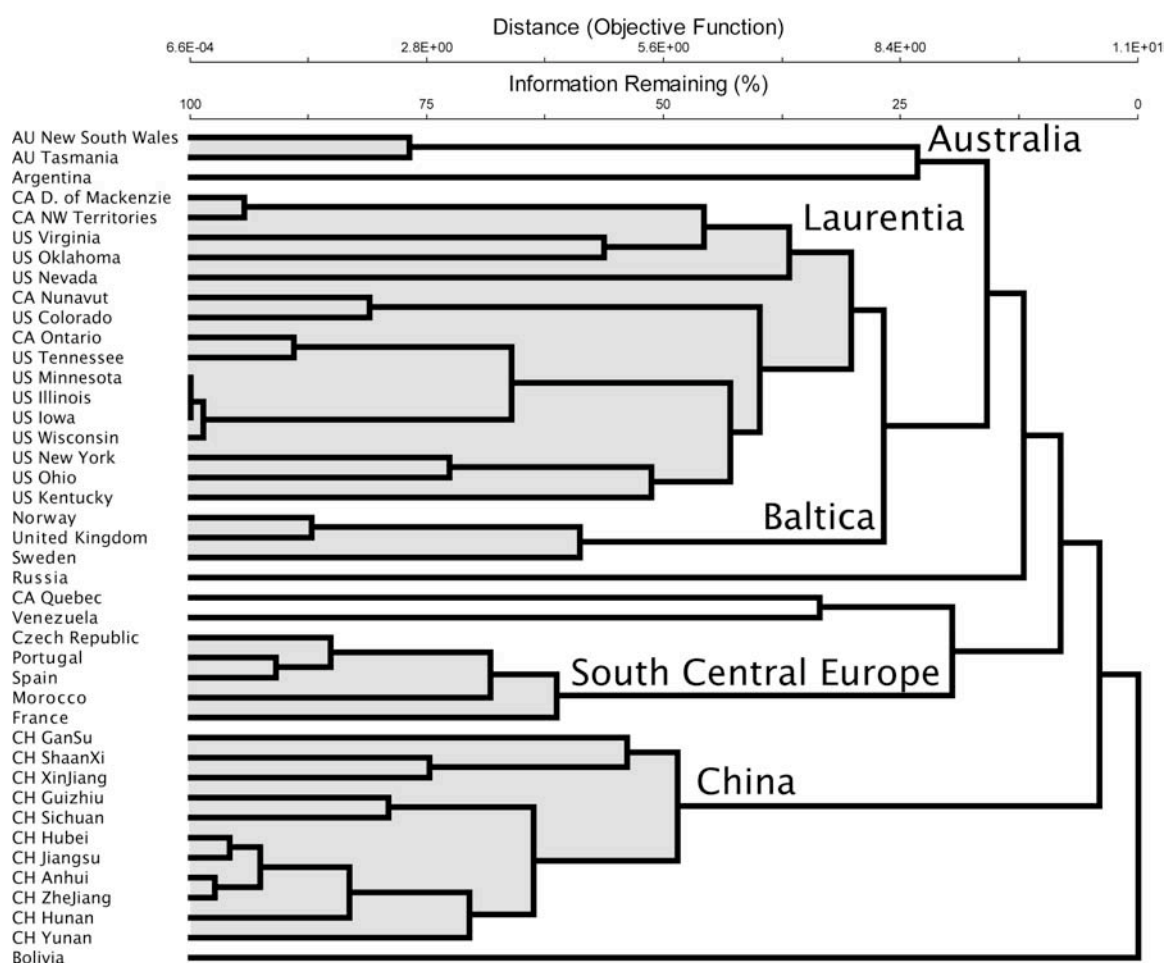 Distance (Objective Function)
6.6E-04 2.8E+00 5.6E+00 8.4E+00 1.1E+01
Information Remaining (%)
100 75 50 25 0
AU New South Wales
Australia
AU Tasmania
Argentina
CA D. of Mackenzie
CA NW Territories
Laurentia
US Virginia
US Oklahoma
US Nevada
CA Nunavut
US Colorado
CA Ontario
US Tennessee
US Minnesota
US Illinois
US Iowa
US Wisconsin
US New York
US Ohio
US Kentucky
Norway
Baltica
United Kingdom
Sweden
Russia
CA Quebec
Venezuela
Czech Republic
Portugal
South Central Europe
Spain
Morocco
France
CH GanSu
CH ShaanXi
CH XinJiang
China
CH Guizhiu
CH Sichuan
CH Hubei
CH Jiangsu
CH Anhui
CH ZheJiang
CH Hunan
CH Yunan
Bolivia